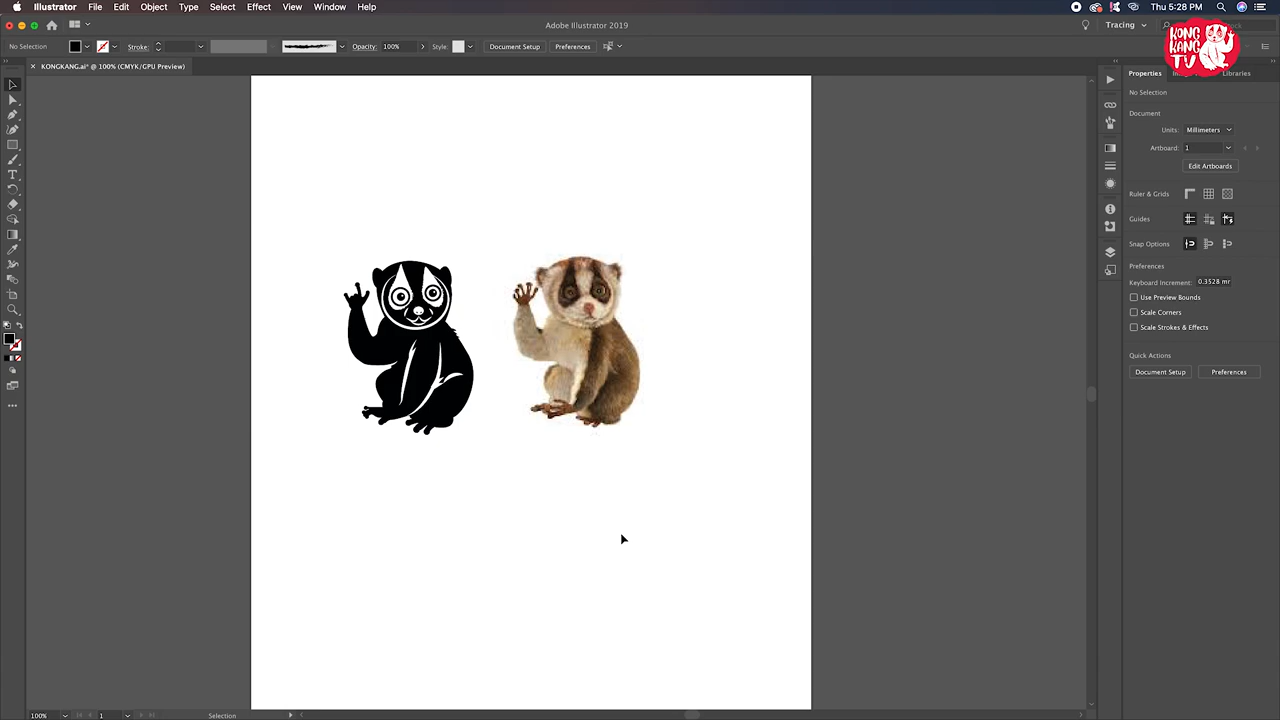 Illustrator File Edit Object Type Select Effect View Window Help
Thu 5:28 PM
Adobe Illustrator 2019
Tracing
KONG
KANG
TV
No Selection
Stroke:
Opacity: 100%
Style:
Document Setup
Preferences
KONGKANG.ai* @ 100% (CMYK/GPU Preview)
Properties
Libraries
No Selection
Document
Units: Millimeters
Artboard: 1
Edit Artboards
Ruler & Grids
Guides
Snap Options
Preferences
Keyboard Increment: 0.3528 mr
Use Preview Bounds
Scale Corners
Scale Strokes & Effects
Quick Actions
Document Setup
Preferences
100%
1
Selection